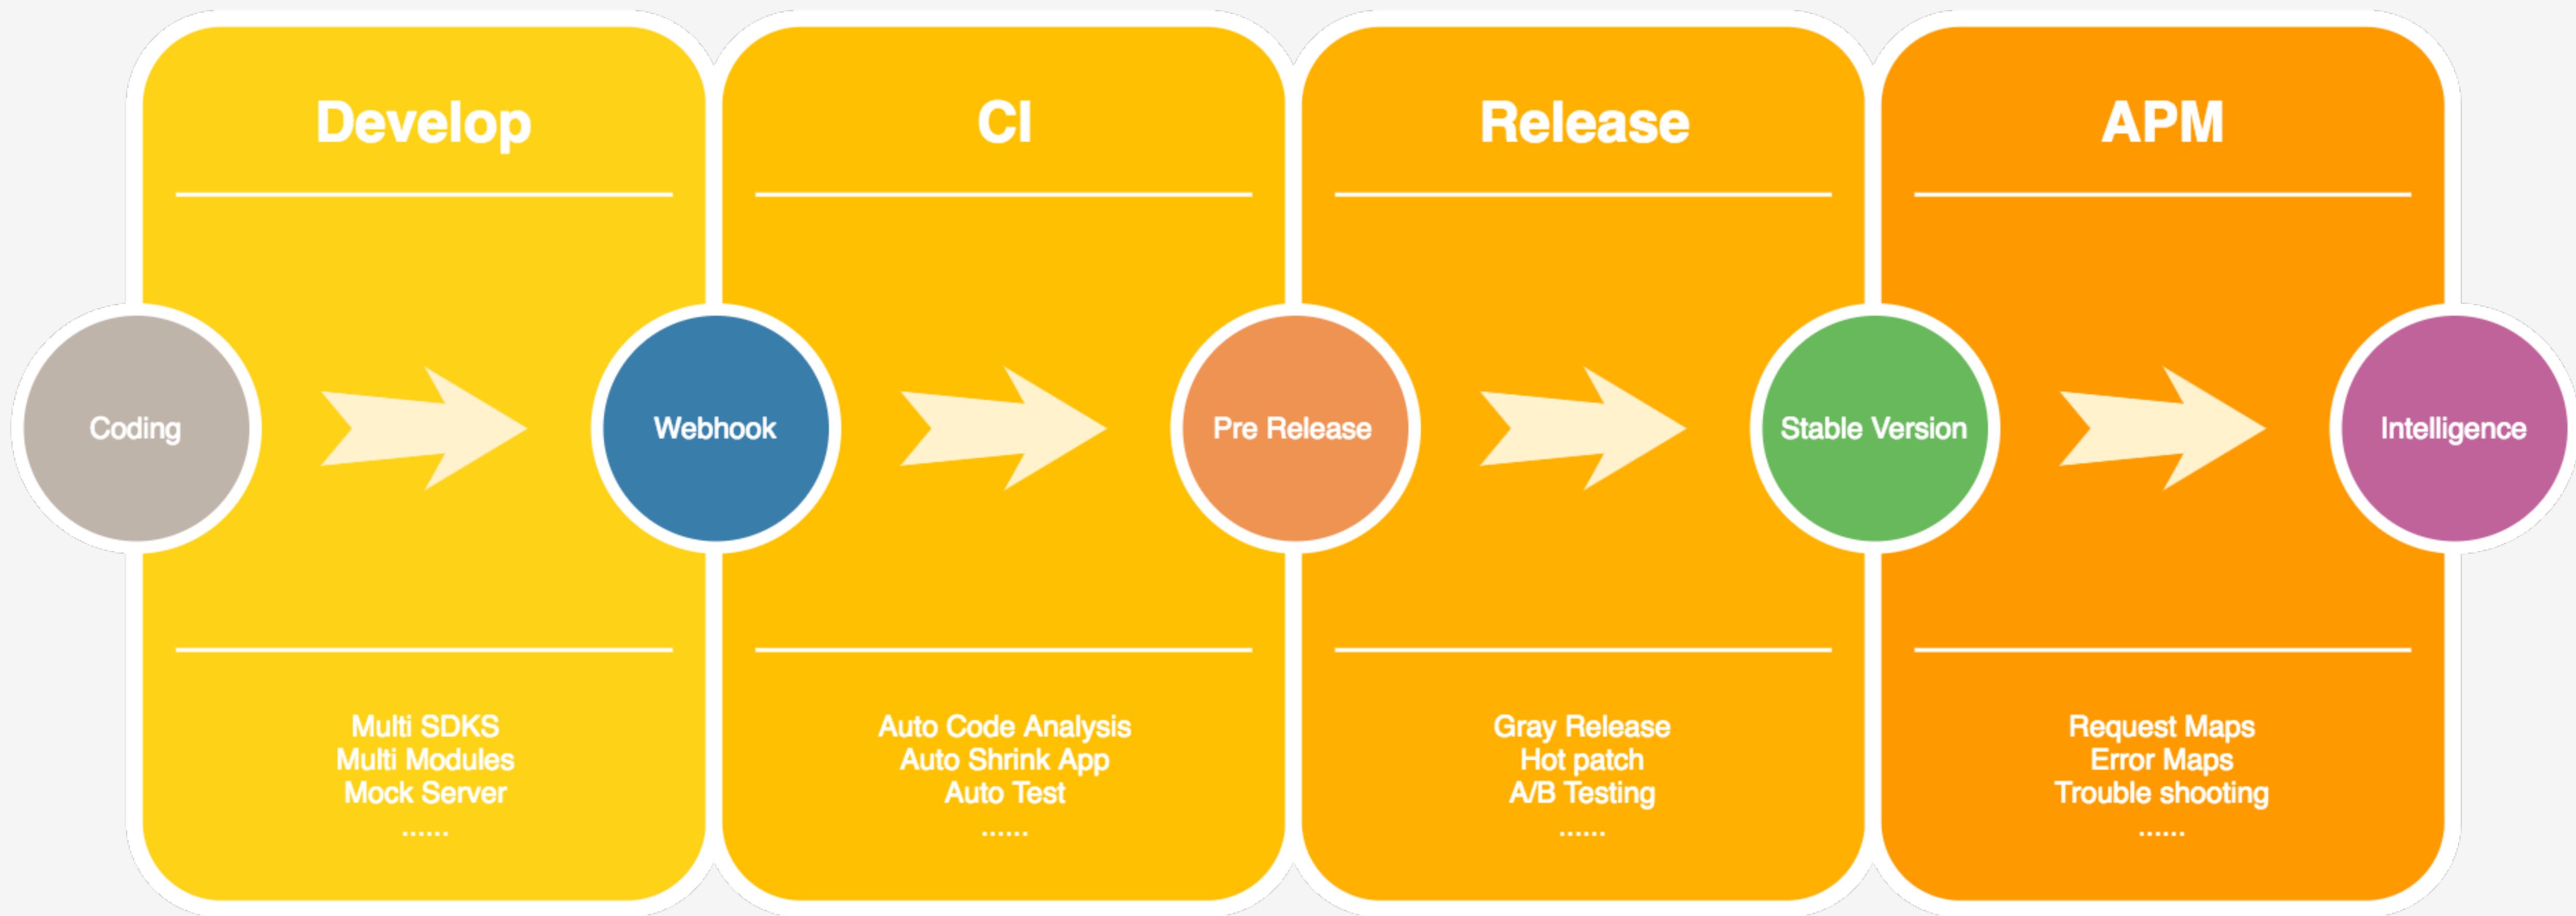 Develop
CI
Release
APM
Coding
Webhook
Pre Release
Stable Version
Intelligence
Multi SDKS
Multi Modules
Mock Server
......
Auto Code Analysis
Auto Shrink App
Auto Test
......
Gray Release
Hot patch
A/B Testing
......
Request Maps
Error Maps
Trouble shooting
......